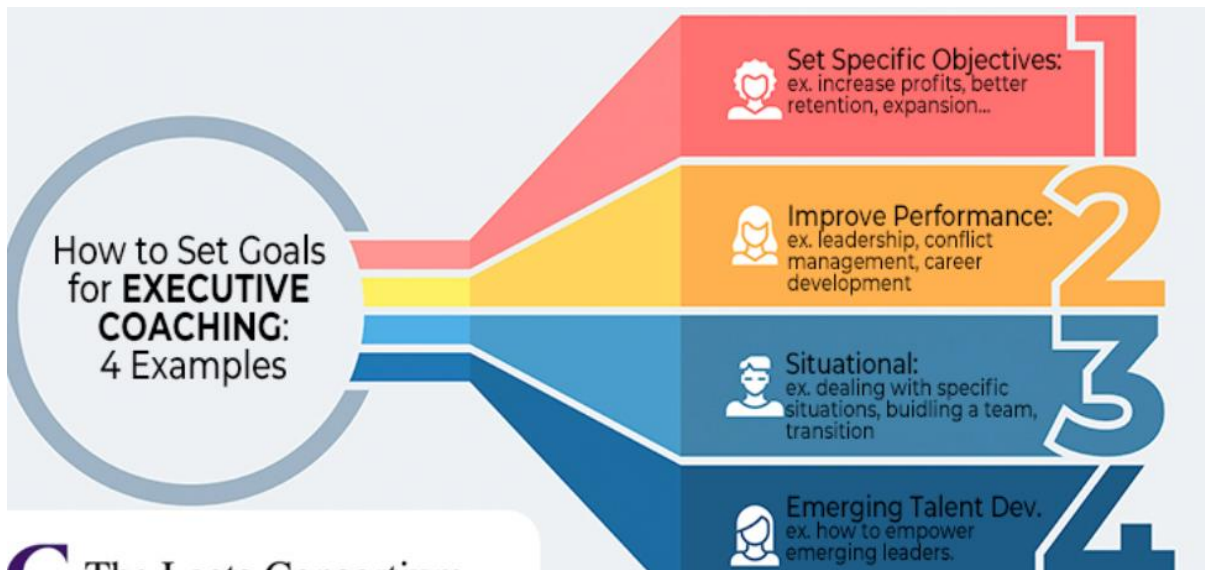 How to Set Goals
for EXECUTIVE
COACHING:
4 Examples
1
Set Specific Objectives:
ex. increase profits, better
retention, expansion...
2
Improve Performance:
ex. leadership, conflict
management, career
development
3
Situational:
ex. dealing with specific
situations, buidling a team,
transition
4
Emerging Talent Dev.
ex. how to empower
emerging leaders.
The